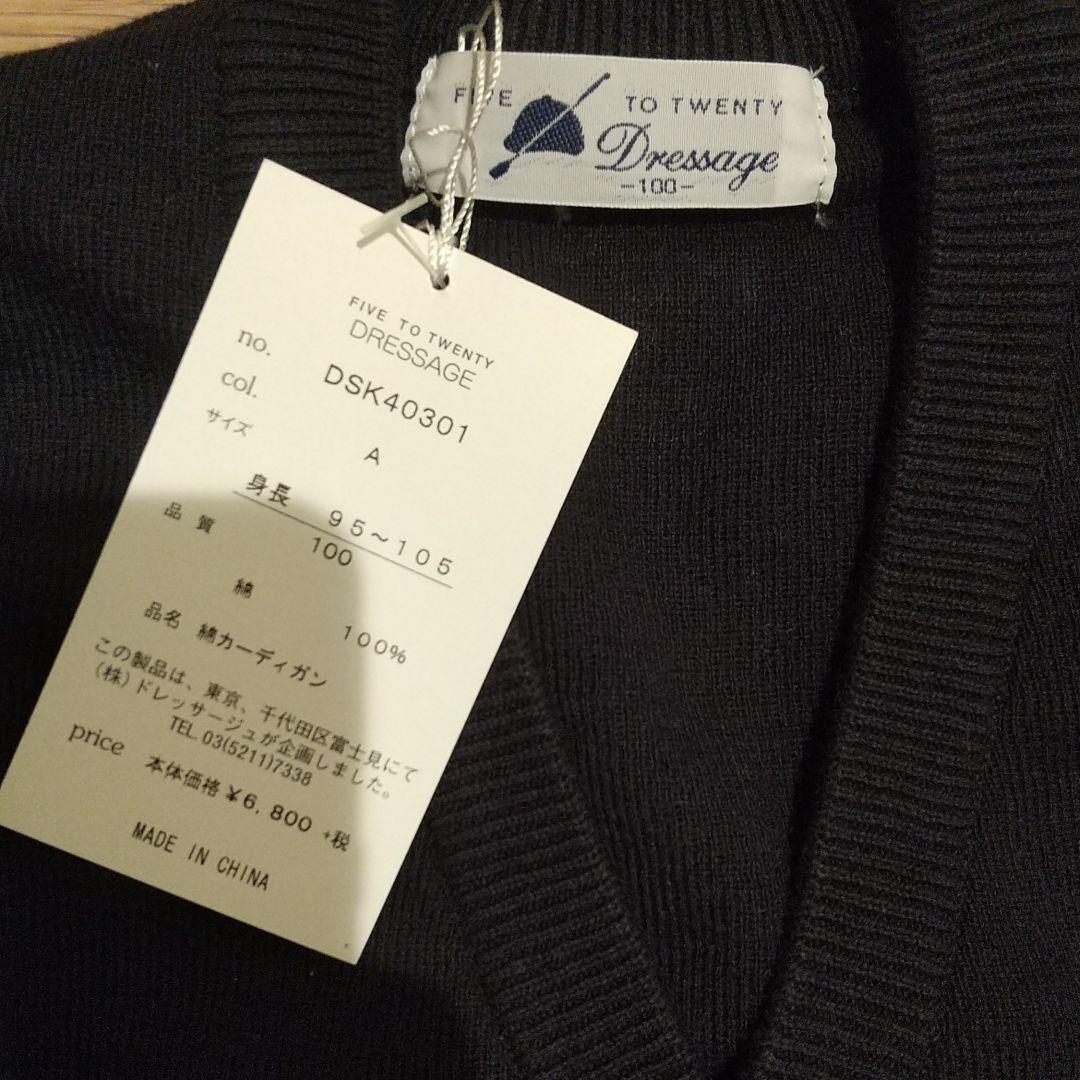 FIVE TO TWENTY
Dressage
-100-
FIVE TO TWENTY
DRESSAGE
no. DSK40301
col. A
サイズ
身長 95~105
100
品質
綿 100%
品名 綿カーディガン
この製品は、東京、千代田区富士見にて
(株)ドレッサージュが企画しました。
TEL 03(5211)7338
price 本体価格 ¥6,800 +税
MADE IN CHINA